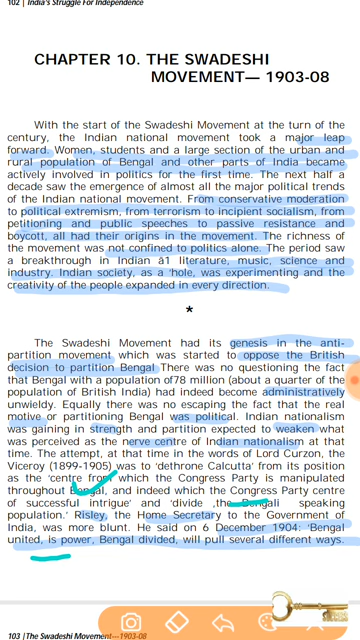 102 | India's Struggle For Independence
CHAPTER 10. THE SWADESHI
MOVEMENT— 1903-08
With the start of the Swadeshi Movement at the turn of the
century, the Indian national movement took a major leap
forward. Women, students and a large section of the urban and
rural population of Bengal and other parts of India became
actively involved in politics for the first time. The next half a
decade saw the emergence of almost all the major political trends
of the Indian national movement. From conservative moderation
to political extremism, from terrorism to incipient socialism, from
petitioning and public speeches to passive resistance and
boycott, all had their origins in the movement. The richness of
the movement was not confined to politics alone. The period saw
a breakthrough in Indian â1 literature, music, science and
industry. Indian society, as a 'hole, was experimenting and the
creativity of the people expanded in every direction.
*
The Swadeshi Movement had its genesis in the anti-
partition movement which was started to oppose the British
decision to partition Bengal There was no questioning the fact
that Bengal with a population of78 million (about a quarter of the
population of British India) had indeed become administratively
unwieldy. Equally there was no escaping the fact that the real
motive or partitioning Bengal was political. Indian nationalism
was gaining in strength and partition expected to weaken what
was perceived as the nerve centre of Indian nationalism at that
time. The attempt, at that time in the words of Lord Curzon, the
Viceroy (1899-1905) was to 'dethrone Calcutta' from its position
as the 'centre from which the Congress Party is manipulated
throughout Bengal, and indeed which the Congress Party centre
of successful intrigue' and 'divide ,the Bengali speaking
population.' Risley, the Home Secretary to the Government of
India, was more blunt. He said on 6 December 1904: 'Bengal
united, is power, Bengal divided, will pull several different ways.
103 |The Swadeshi Movement—1903-08